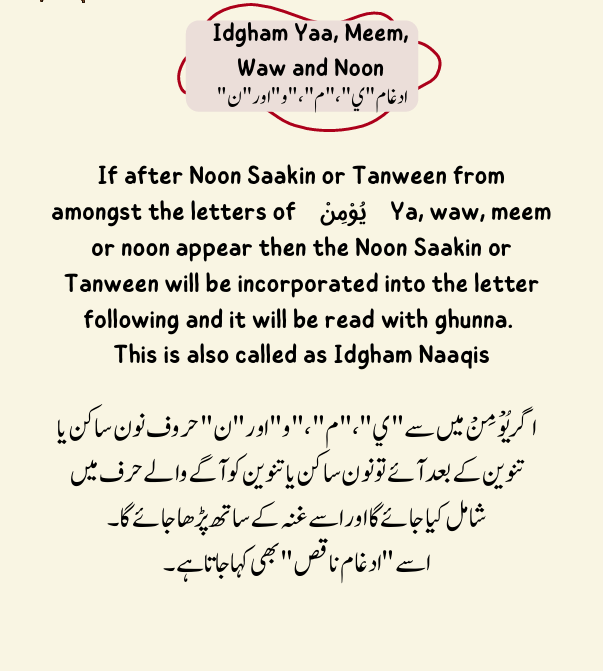 Idgham Yaa, Meem,
Waw and Noon
ادغام "ي"،"م"،"و" اور "ن"
If after Noon Saakin or Tanween from
amongst the letters of يُوْمِنْ Ya, waw, meem
or noon appear then the Noon Saakin or
Tanween will be incorporated into the letter
following and it will be read with ghunna.
This is also called as Idgham Naaqis
اگر يُوْمِنْ میں سے "ي"،"م"،"و" اور "ن" حروف نون ساکن یا
تنوین کے بعد آئے تو نون ساکن یا تنوین کو آگے والے حرف میں
شامل کیا جائے گا اور اسے غنہ کے ساتھ پڑھا جائے گا۔
اسے "ادغام ناقص" بھی کہا جاتا ہے۔